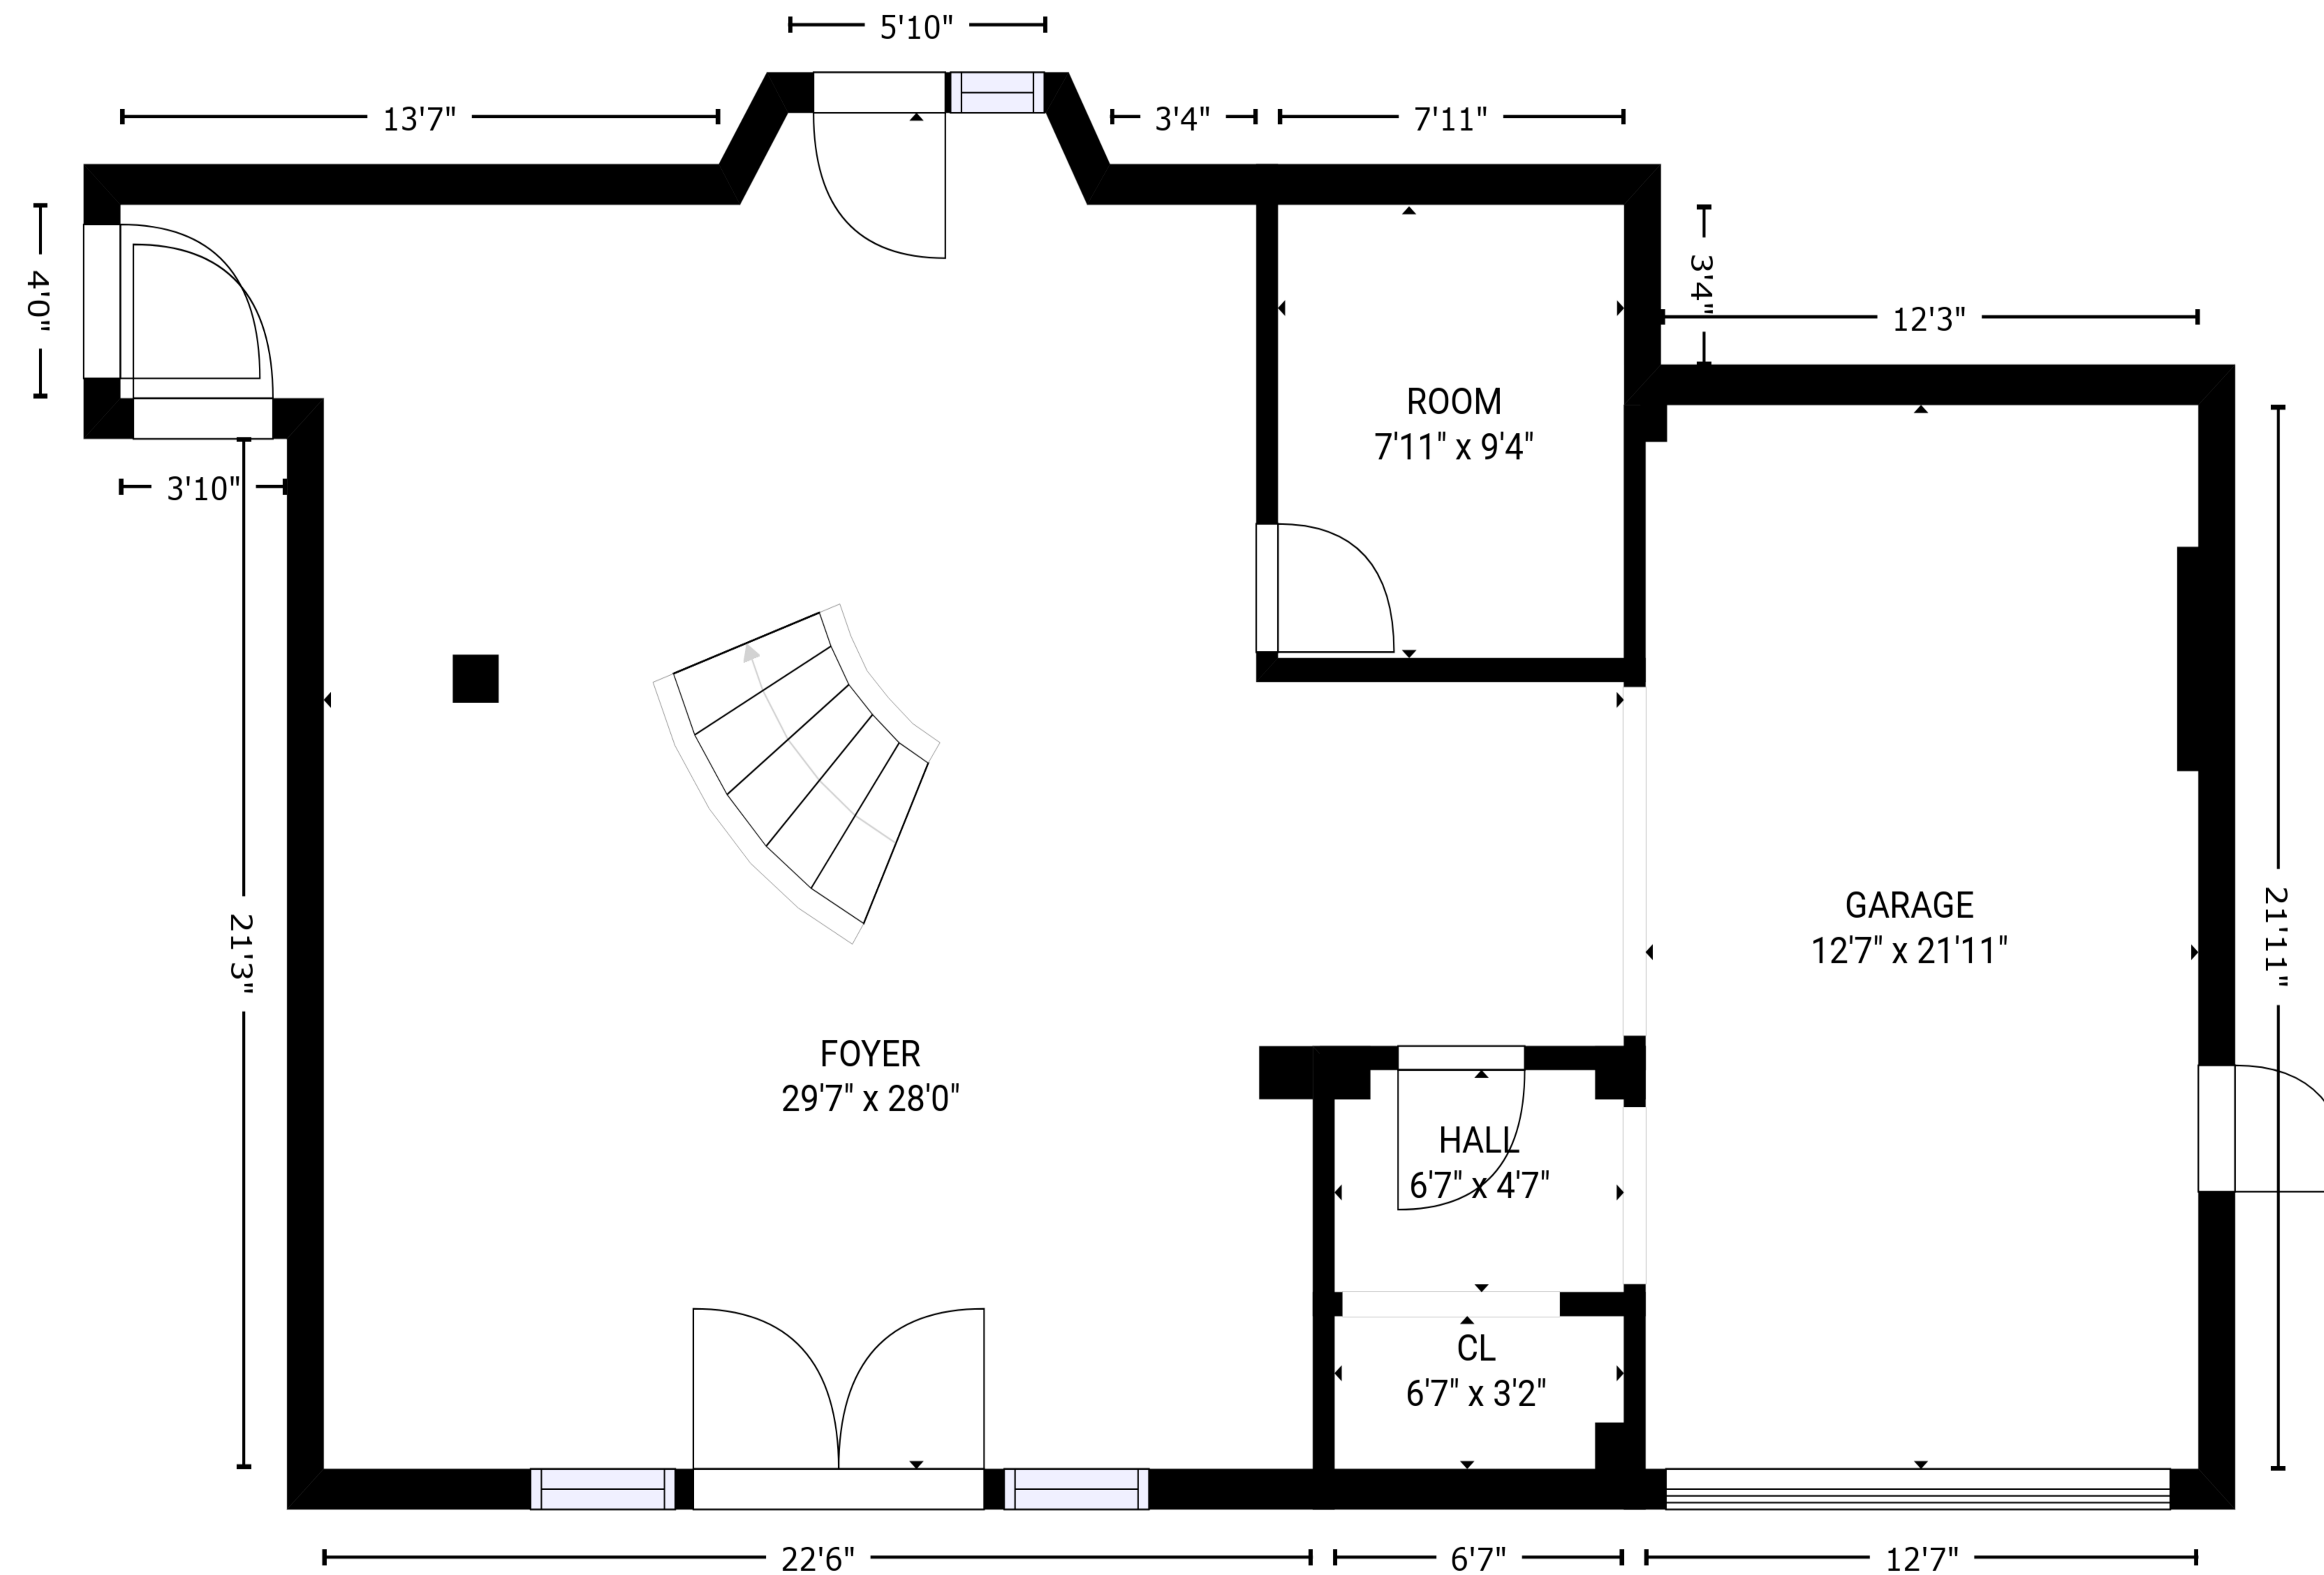 5'10"
13'7"
3'4"
7'11"
4'0"
3'4"
12'3"
ROOM
7'11" x 9'4"
3'10"
21'3"
21'11"
GARAGE
12'7" x 21'11"
FOYER
29'7" x 28'0"
HALL
6'7" x 4'7"
CL
6'7" x 3'2"
22'6"
6'7"
12'7"